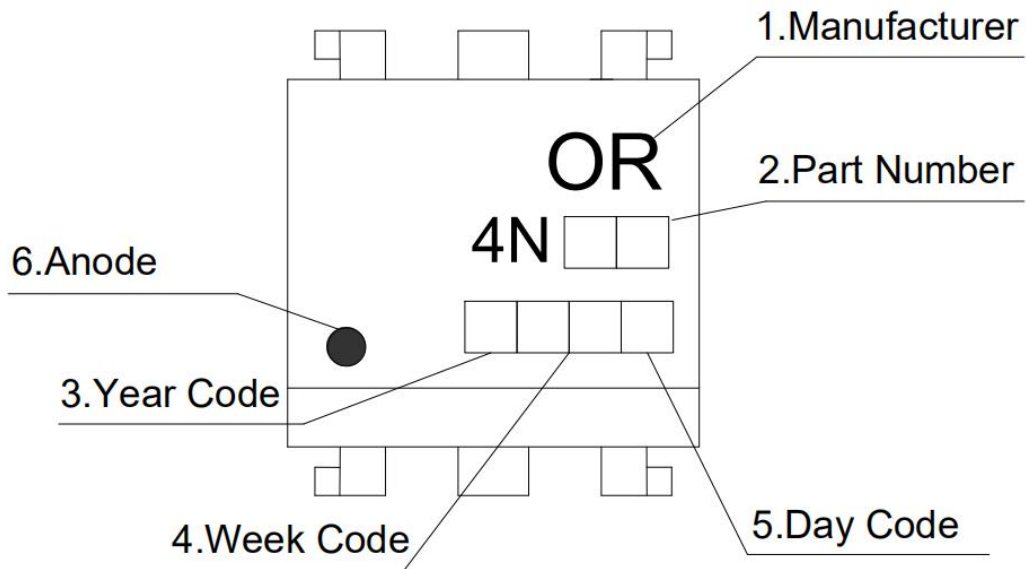 1.Manufacturer
OR
2.Part Number
4N
6.Anode
3.Year Code
4.Week Code
5.Day Code